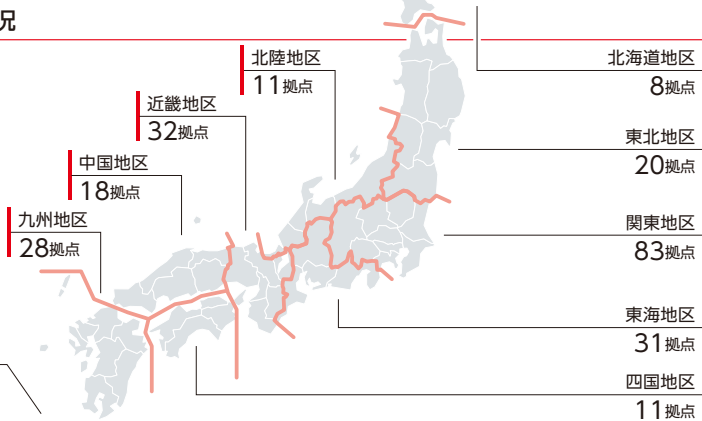 況
北陸地区
11拠点
近畿地区
32拠点
中国地区
18拠点
九州地区
28拠点
北海道地区
8拠点
東北地区
20拠点
関東地区
83拠点
東海地区
31拠点
四国地区
11拠点